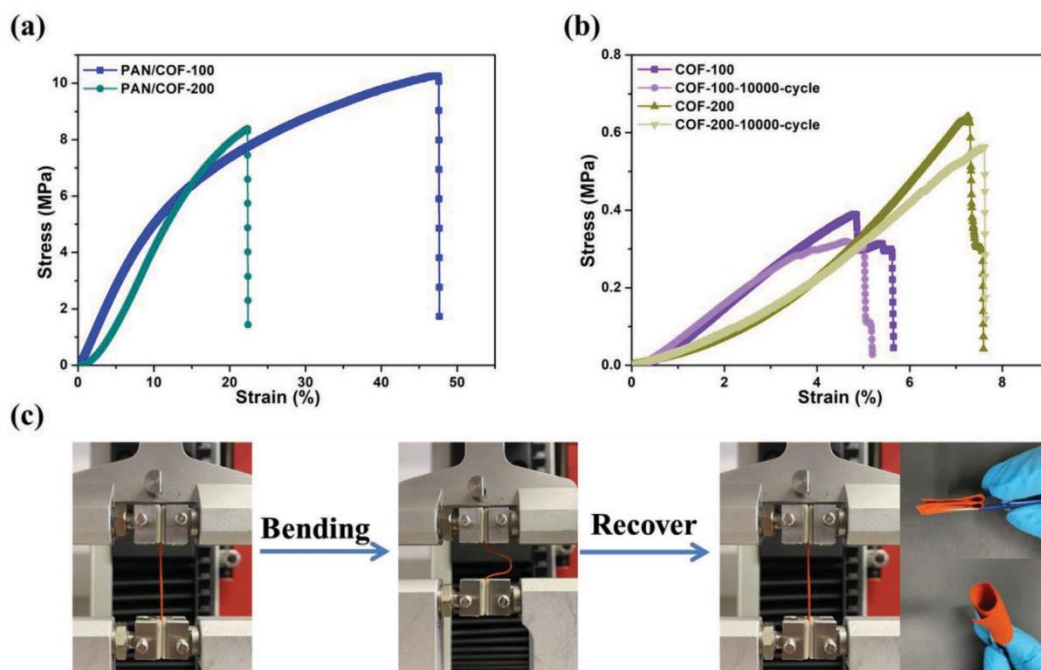 (a)
PAN/COF-100
PAN/COF-200
Stress (MPa)
10
8
6
4
2
0
0
10
20
30
40
50
Strain (%)
(b)
COF-100
COF-100-10000-cycle
COF-200
COF-200-10000-cycle
Stress (MPa)
0.8
0.6
0.4
0.2
0.0
0
2
4
6
8
Strain (%)
(c)
Bending
Recover